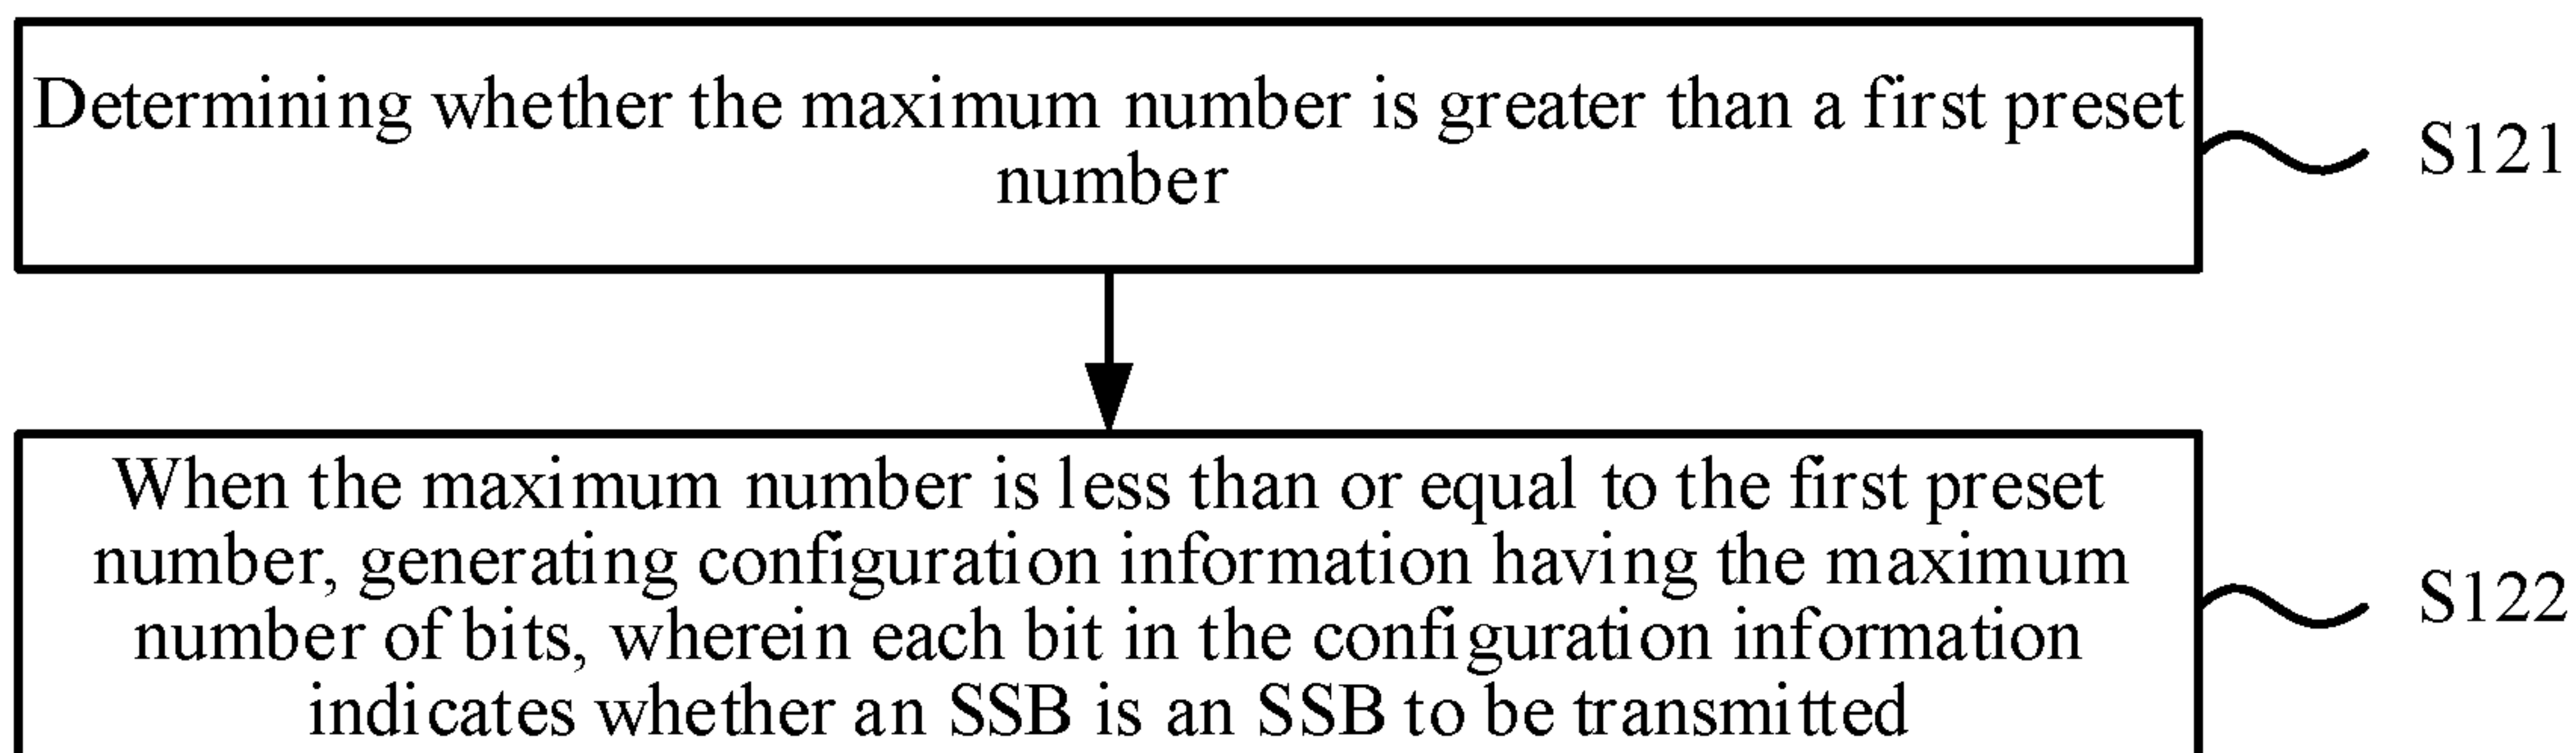 Determining whether the maximum number is greater than a first preset
number
S121
When the maximum number is less than or equal to the first preset
number, generating configuration information having the maximum
number of bits, wherein each bit in the configuration information
indicates whether an SSB is an SSB to be transmitted
S122